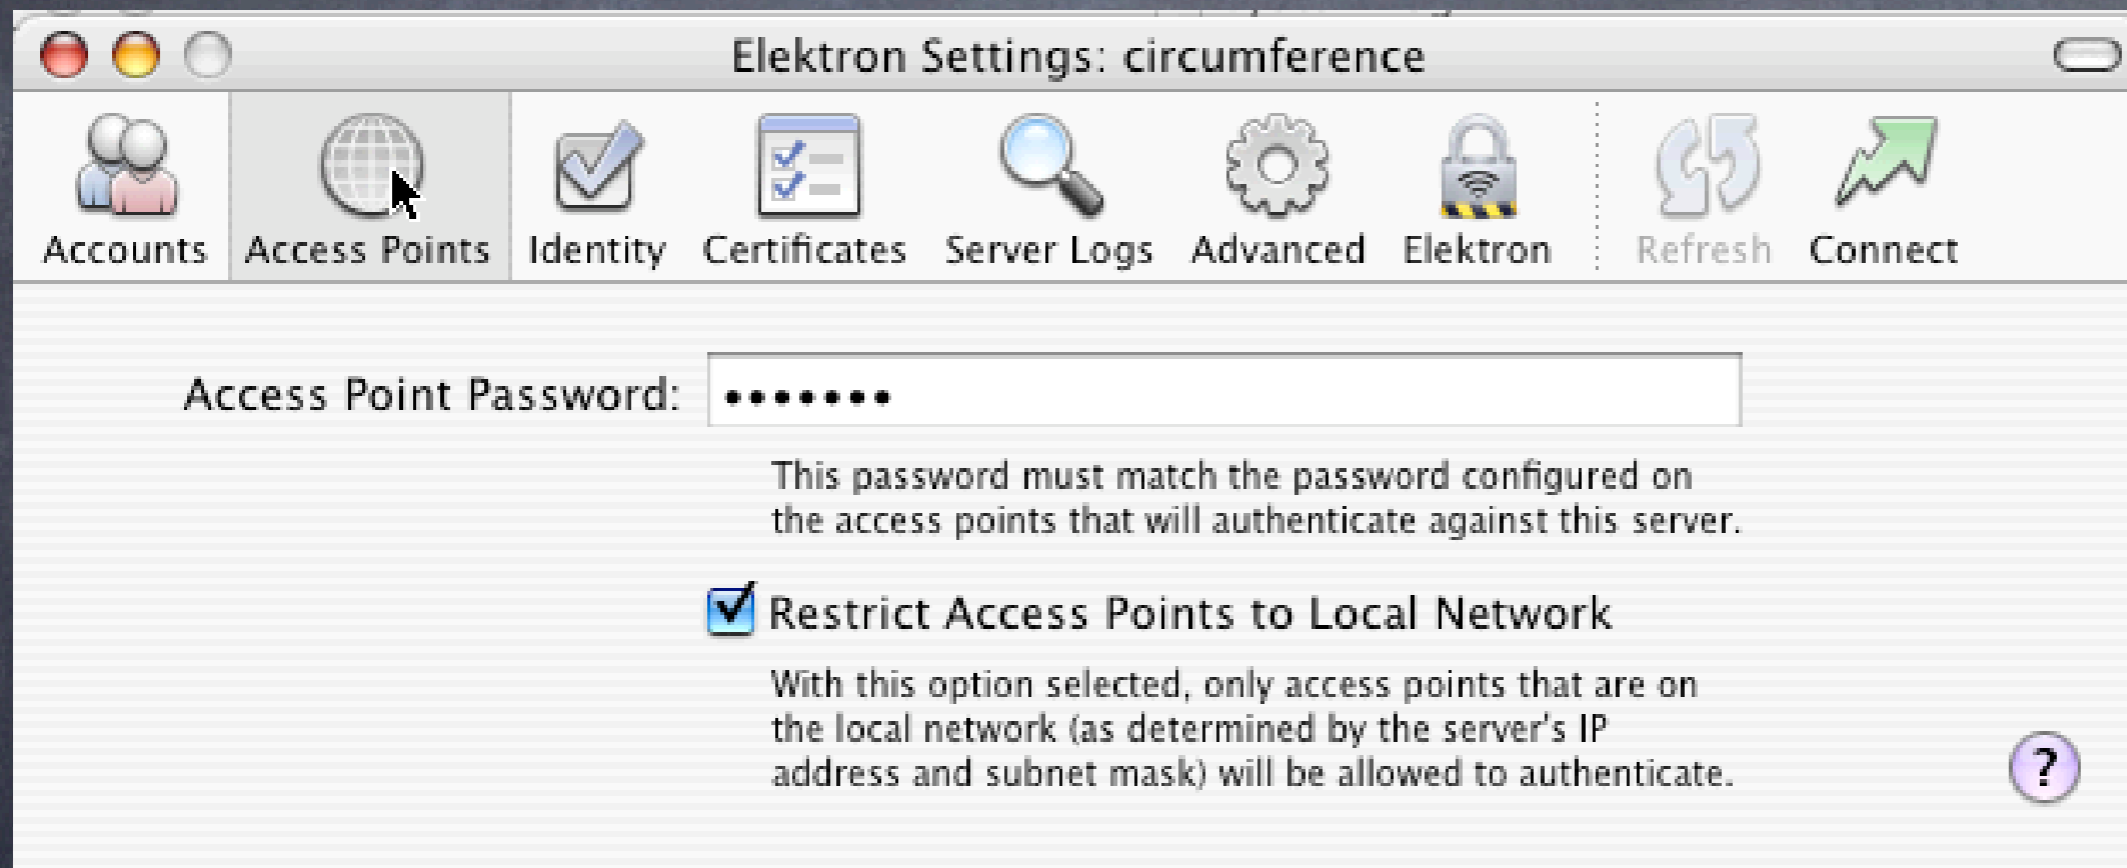 Elektron Settings: circumference
Accounts Access Points Identity Certificates Server Logs Advanced Elektron Refresh Connect
Access Point Password: •••••••
This password must match the password configured on
the access points that will authenticate against this server.
Restrict Access Points to Local Network
With this option selected, only access points that are on
the local network (as determined by the server's IP
address and subnet mask) will be allowed to authenticate.
?